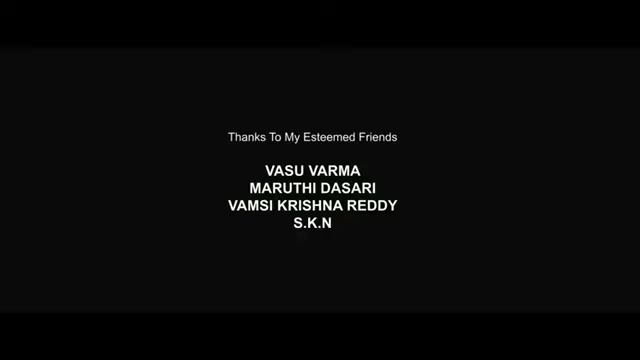 Thanks To My Esteemed Friends
VASU VARMA
MARUTHI DASARI
VAMSI KRISHNA REDDY
S.K.N